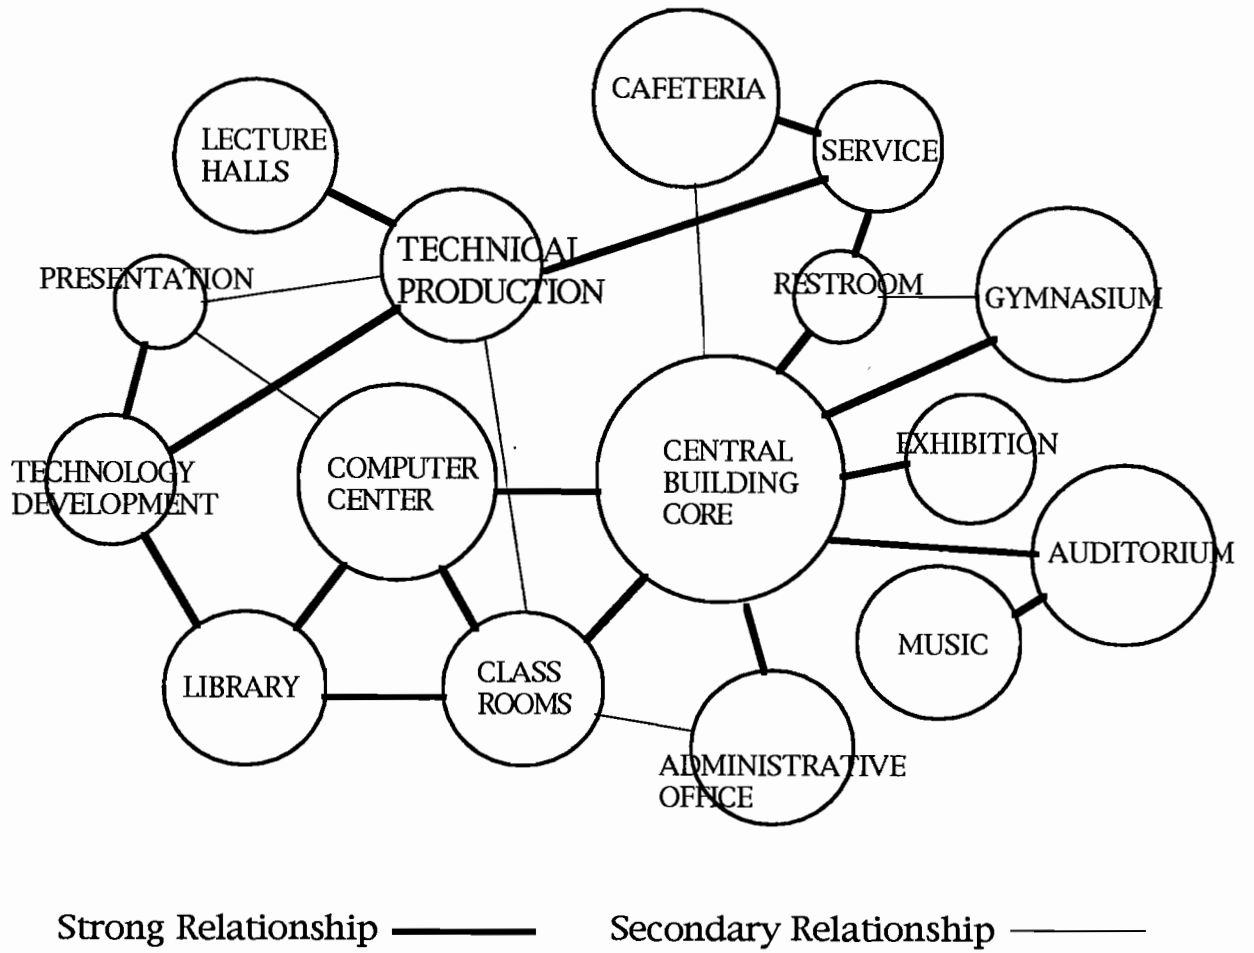 CAFETERIA
LECTURE
HALLS
SERVICE
TECHNICAL
PRODUCTION
PRESENTATION
RESTROOM
GYMNASIUM
CENTRAL
BUILDING
CORE
EXHIBITION
TECHNOLOGY
DEVELOPMENT
COMPUTER
CENTER
AUDITORIUM
MUSIC
LIBRARY
CLASS
ROOMS
ADMINISTRATIVE
OFFICE
Strong Relationship
Secondary Relationship